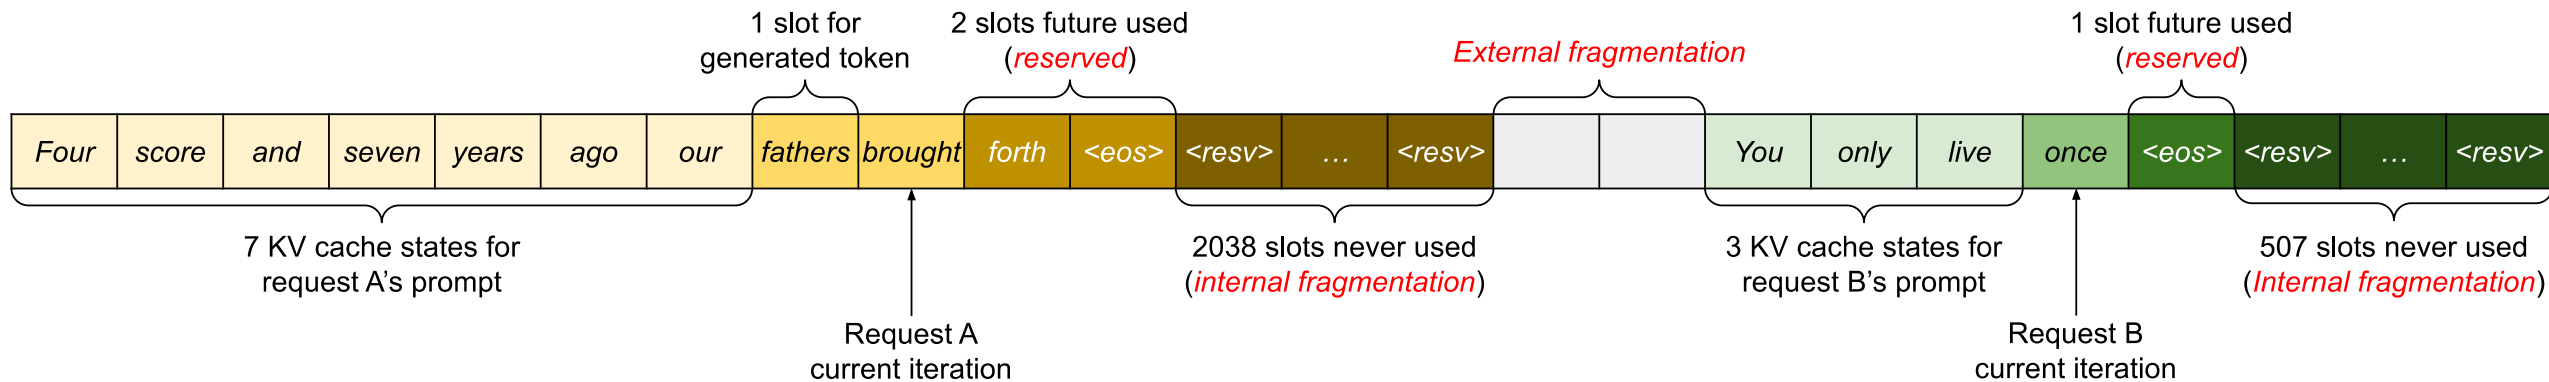 1 slot for
generated token
2 slots future used
(reserved)
External fragmentation
1 slot future used
(reserved)
Four score and seven years ago our fathers brought forth <eos> <resv> … <resv> You only live once <eos> <resv> … <resv>
7 KV cache states for
request A's prompt
2038 slots never used
(internal fragmentation)
3 KV cache states for
request B's prompt
507 slots never used
(Internal fragmentation)
Request A
current iteration
Request B
current iteration